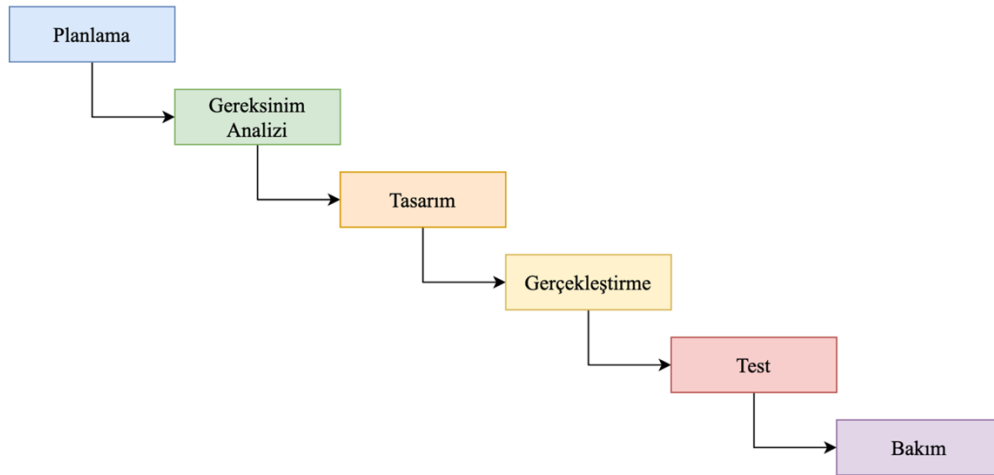 Planlama
Gereksinim
Analizi
Tasarım
Gerçekleştirme
Test
Bakım